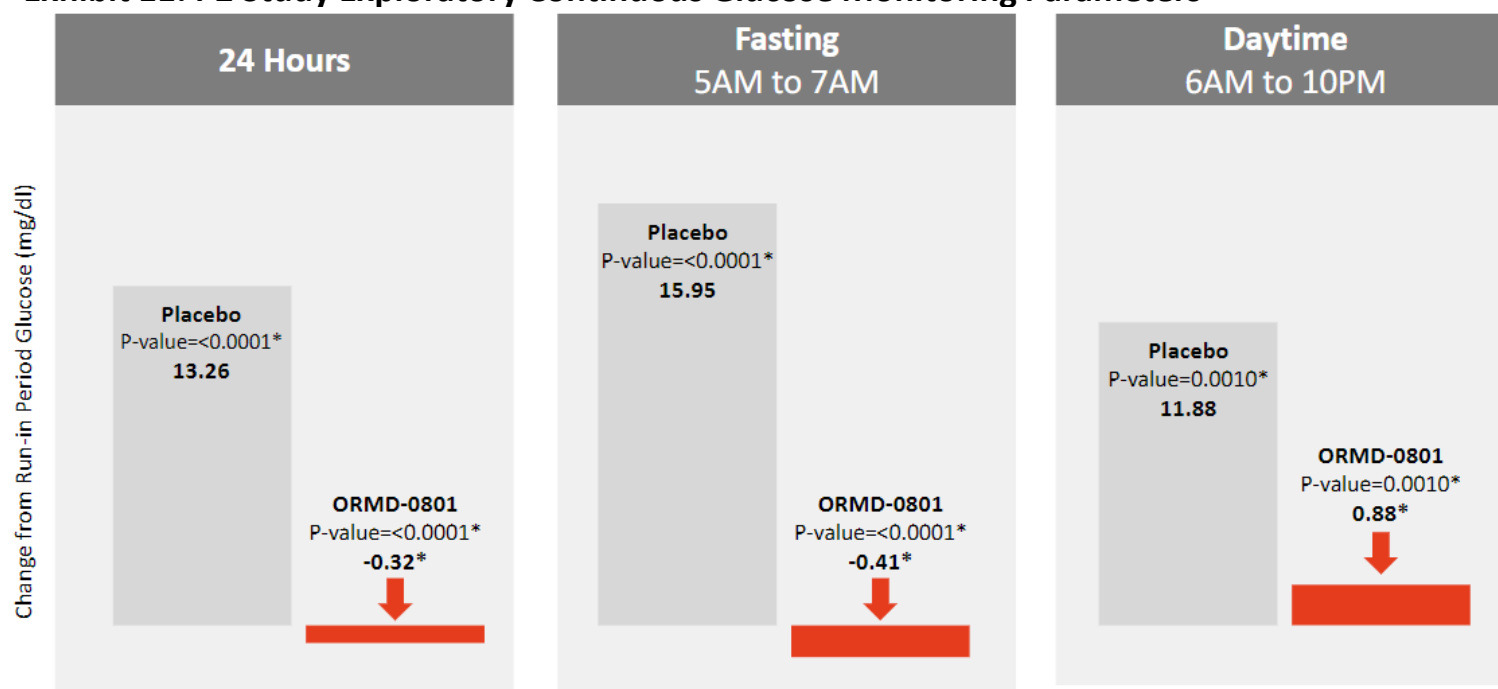 24 Hours
Fasting
5AM to 7AM
Daytime
6AM to 10PM
Change from Run-in Period Glucose (mg/dl)
Placebo
P-value=<0.0001*
13.26
ORMD-0801
P-value=<0.0001*
-0.32*
Placebo
P-value=<0.0001*
15.95
ORMD-0801
P-value=<0.0001*
-0.41*
Placebo
P-value=0.0010*
11.88
ORMD-0801
P-value=0.0010*
0.88*